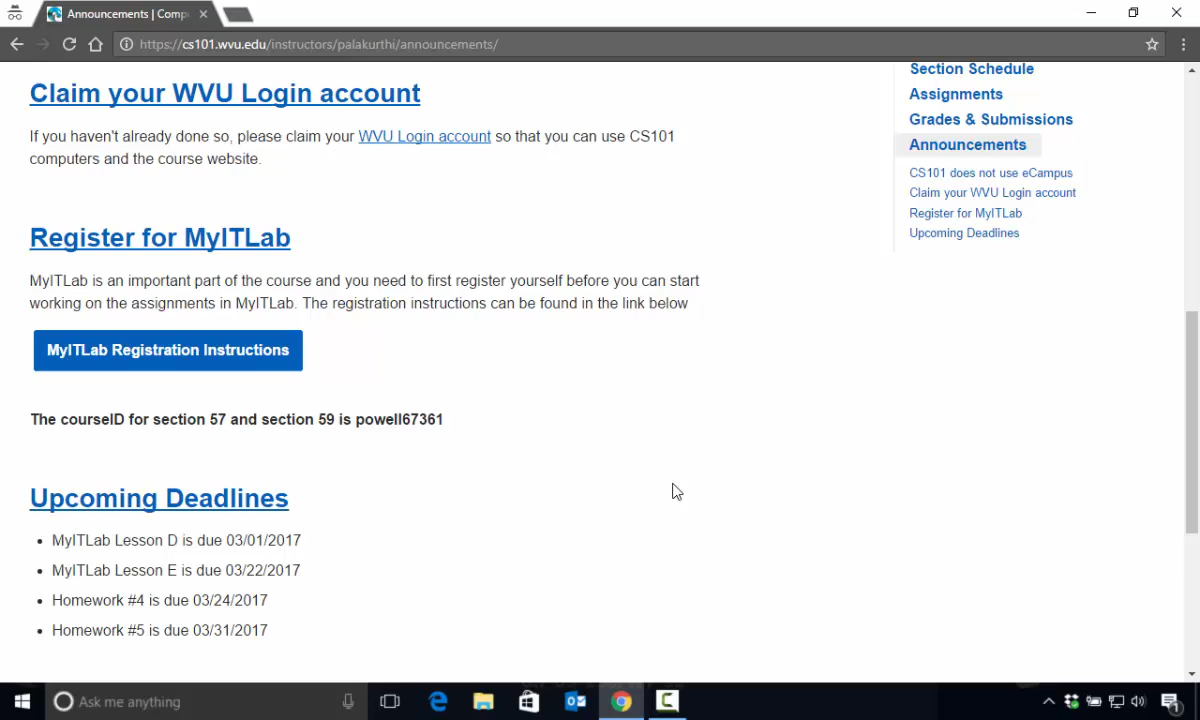 Announcements | Comp
https://cs101.wvu.edu/instructors/palakurthi/announcements/
Claim your WVU Login account
If you haven't already done so, please claim your WVU Login account so that you can use CS101
computers and the course website.
Register for MyITLab
MyITLab is an important part of the course and you need to first register yourself before you can start
working on the assignments in MyITLab. The registration instructions can be found in the link below
MyITLab Registration Instructions
The courseID for section 57 and section 59 is powell67361
Upcoming Deadlines
• MyITLab Lesson D is due 03/01/2017
• MyITLab Lesson E is due 03/22/2017
• Homework #4 is due 03/24/2017
• Homework #5 is due 03/31/2017
Section Schedule
Assignments
Grades & Submissions
Announcements
CS101 does not use eCampus
Claim your WVU Login account
Register for MyITLab
Upcoming Deadlines
Ask me anything
1